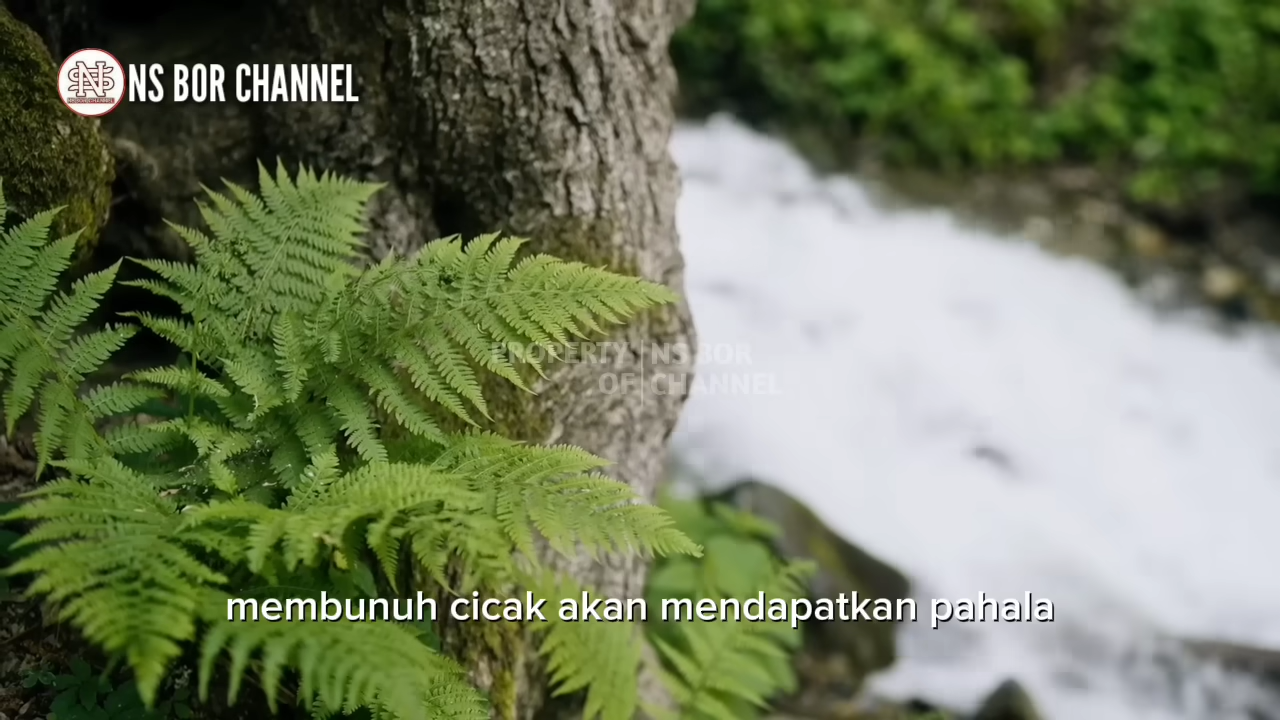 NS BOR CHANNEL
PROPERTY OF | NS BOR CHANNEL
membunuh cicak akan mendapatkan pahala